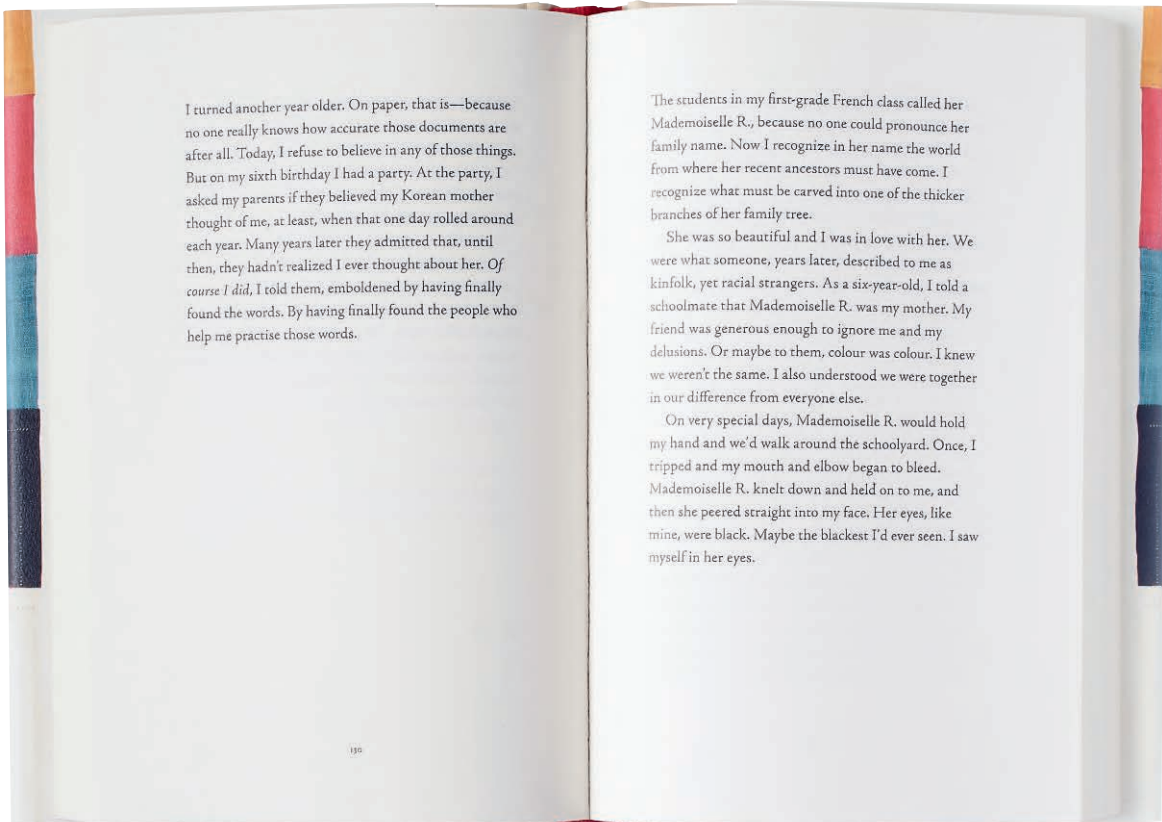 I turned another year older. On paper, that is—because
no one really knows how accurate those documents are
after all. Today, I refuse to believe in any of those things.
But on my sixth birthday I had a party. At the party, I
asked my parents if they believed my Korean mother
thought of me, at least, when that one day rolled around
each year. Many years later they admitted that, until
then, they hadn't realized I ever thought about her. Of
course I did, I told them, emboldened by having finally
found the words. By having finally found the people who
help me practise those words.
130
The students in my first-grade French class called her
Mademoiselle R., because no one could pronounce her
family name. Now I recognize in her name the world
from where her recent ancestors must have come. I
recognize what must be carved into one of the thicker
branches of her family tree.
She was so beautiful and I was in love with her. We
were what someone, years later, described to me as
kinfolk, yet racial strangers. As a six-year-old, I told a
schoolmate that Mademoiselle R. was my mother. My
friend was generous enough to ignore me and my
delusions. Or maybe to them, colour was colour. I knew
we weren't the same. I also understood we were together
in our difference from everyone else.
On very special days, Mademoiselle R. would hold
my hand and we'd walk around the schoolyard. Once, I
tripped and my mouth and elbow began to bleed.
Mademoiselle R. knelt down and held on to me, and
then she peered straight into my face. Her eyes, like
mine, were black. Maybe the blackest I'd ever seen. I saw
myself in her eyes.